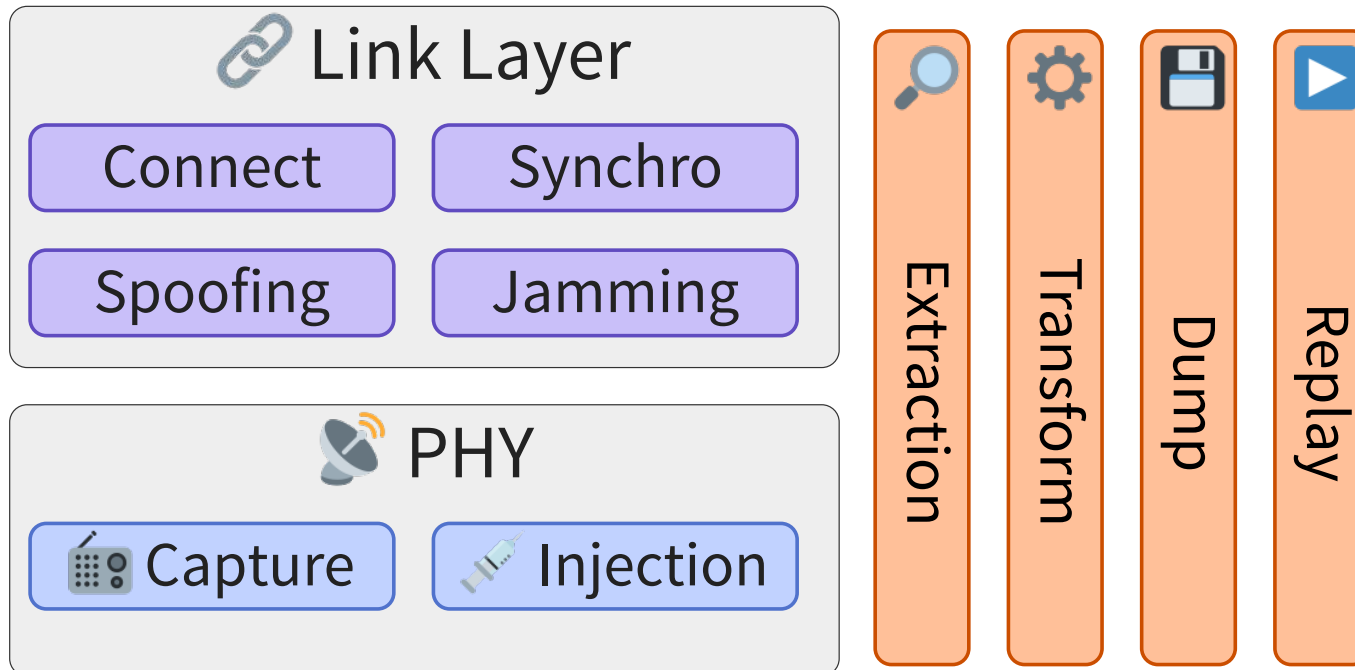 Link Layer
Connect
Synchro
Spoofing
Jamming
PHY
Capture
Injection
Extraction
Transform
Dump
Replay